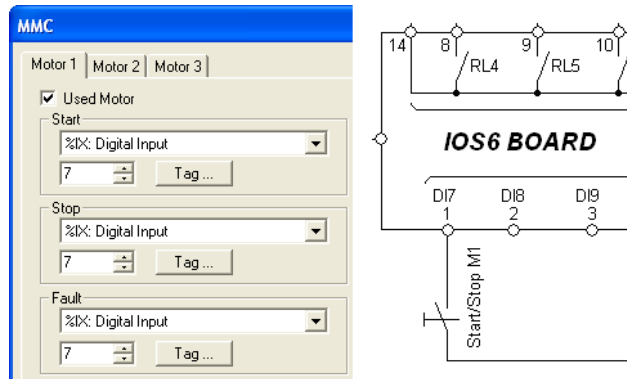 MMC
Motor 1 Motor 2 Motor 3
Used Motor
Start
%IX: Digital Input
7 Tag ...
Stop
%IX: Digital Input
7 Tag ...
Fault
%IX: Digital Input
7 Tag ...
14 8 9 10
RL4 RL5
IOS6 BOARD
DI7 DI8 DI9
1 2 3
Start/Stop M1